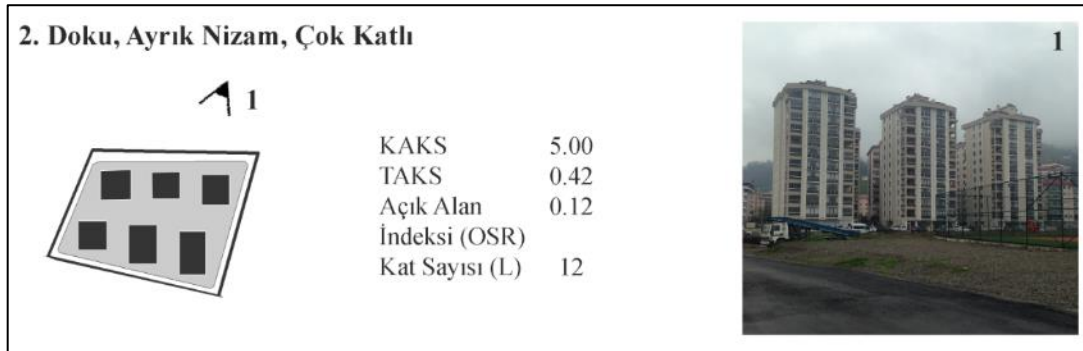 2. Doku, Ayrık Nizam, Çok Katlı
1
KAKS 5.00
TAKS 0.42
Açık Alan 0.12
İndeksi (OSR)
Kat Sayısı (L) 12
1